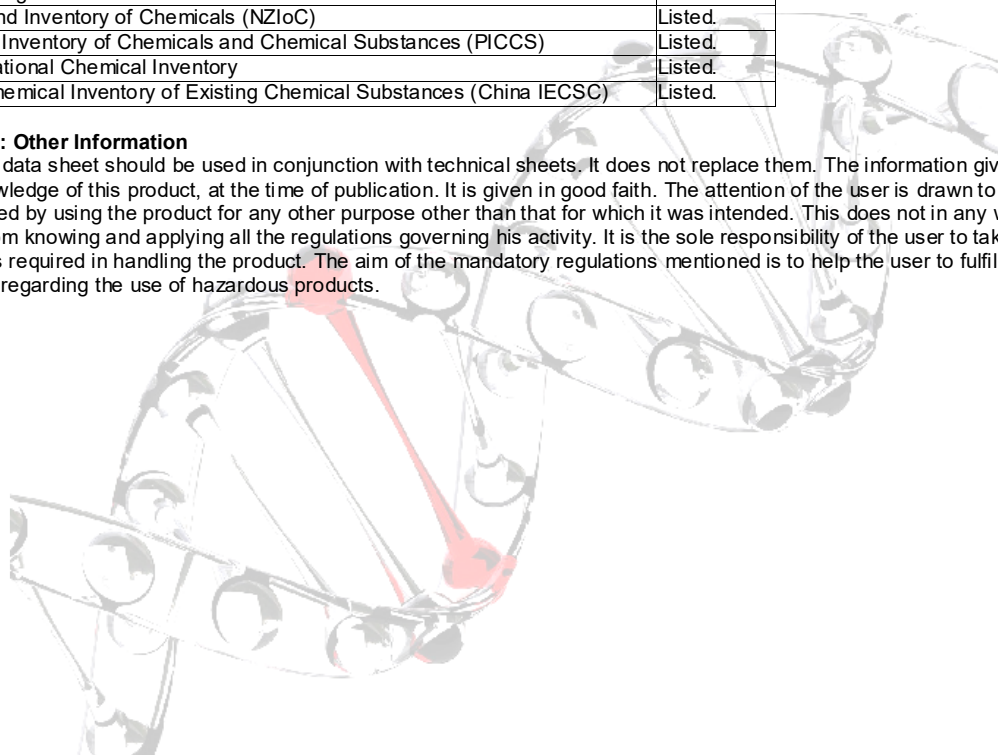 nd Inventory of Chemicals (NZIoC) Listed.
Inventory of Chemicals and Chemical Substances (PICCS) Listed.
ational Chemical Inventory Listed.
hemical Inventory of Existing Chemical Substances (China IECSC) Listed.
: Other Information
data sheet should be used in conjunction with technical sheets. It does not replace them. The information giv
wledge of this product, at the time of publication. It is given in good faith. The attention of the user is drawn to
ed by using the product for any other purpose other than that for which it was intended. This does not in any w
om knowing and applying all the regulations governing his activity. It is the sole responsibility of the user to tak
s required in handling the product. The aim of the mandatory regulations mentioned is to help the user to fulfil
regarding the use of hazardous products.